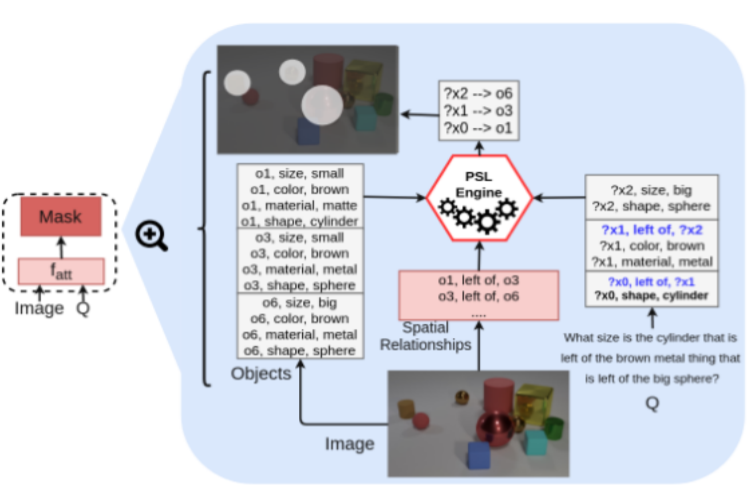 Mask
f_att
Image Q
?x2 --> o6
?x1 --> o3
?x0 --> o1
o1, size, small
o1, color, brown
o1, material, matte
o1, shape, cylinder
o3, size, small
o3, color, brown
o3, material, metal
o3, shape, sphere
o6, size, big
o6, color, brown
o6, material, metal
o6, shape, sphere
Objects
Image
PSL
Engine
o1, left of, o3
o3, left of, o6
....
Spatial
Relationships
?x2, size, big
?x2, shape, sphere
?x1, left of, ?x2
?x1, color, brown
?x1, material, metal
?x0, left of, ?x1
?x0, shape, cylinder
What size is the cylinder that is
left of the brown metal thing that
is left of the big sphere?
Q